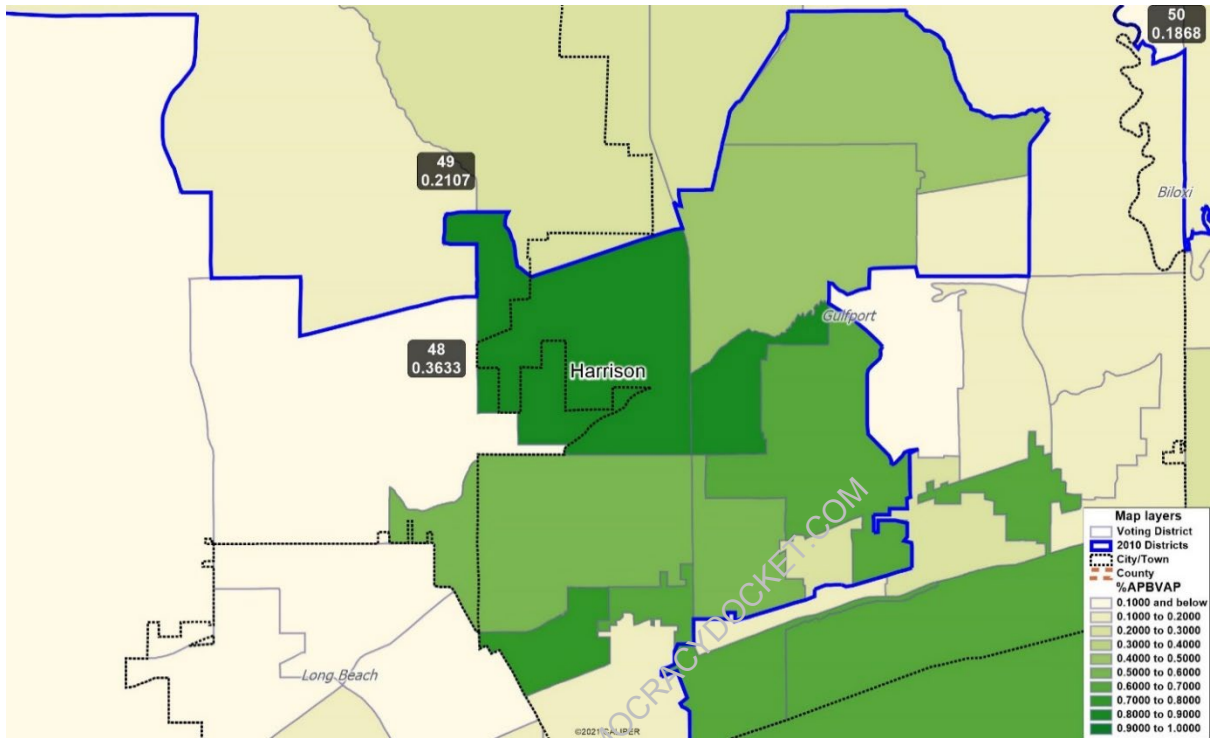 50
0.1868
49
0.2107
Biloxi
Gulfport
48
0.3633
Harrison
Long Beach
OCRACYDOCKET.COM
©2021 CALIPER
Map layers
Voting District
2010 Districts
City/Town
County
%APBVAP
0.1000 and below
0.1000 to 0.2000
0.2000 to 0.3000
0.3000 to 0.4000
0.4000 to 0.5000
0.5000 to 0.6000
0.6000 to 0.7000
0.7000 to 0.8000
0.8000 to 0.9000
0.9000 to 1.0000